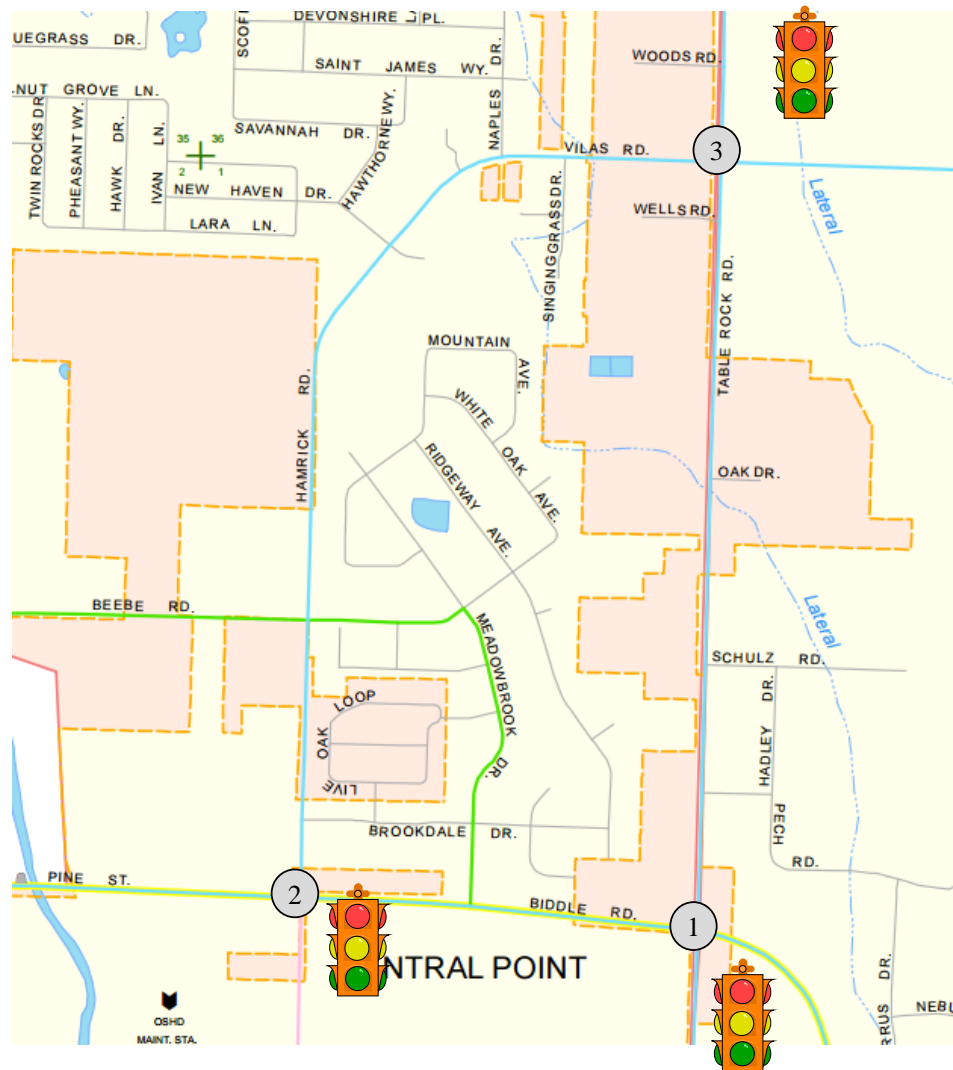 DEVONSHIRE PL.
UEGRASS DR.
SCOFI
SAINT JAMES WY.
NAPLES DR.
WOODS RD.
NUT GROVE LN.
TWIN ROCKS DR
PHEASANT WY.
HAWK DR.
IVAN LN.
35 36
2 1
SAVANNAH DR.
HAWTHORNE WY.
VILAS RD.
3
NEW HAVEN DR.
LARA LN.
SINGINGGRASS DR.
WELLS RD.
Lateral
TABLE ROCK RD.
MOUNTAIN AVE.
HAMRICK RD.
WHITE OAK AVE.
RIDGEWAY AVE.
OAK DR.
BEEBE RD.
MEADOWBROOK DR.
Lateral
SCHULZ RD.
HADLEY DR.
LIVE OAK LOOP
BROOKDALE DR.
PECH RD.
PINE ST.
2
BIDDLE RD.
1
NTRAL POINT
OSHD
MAINT. STA.
RRUS DR.
NEBU